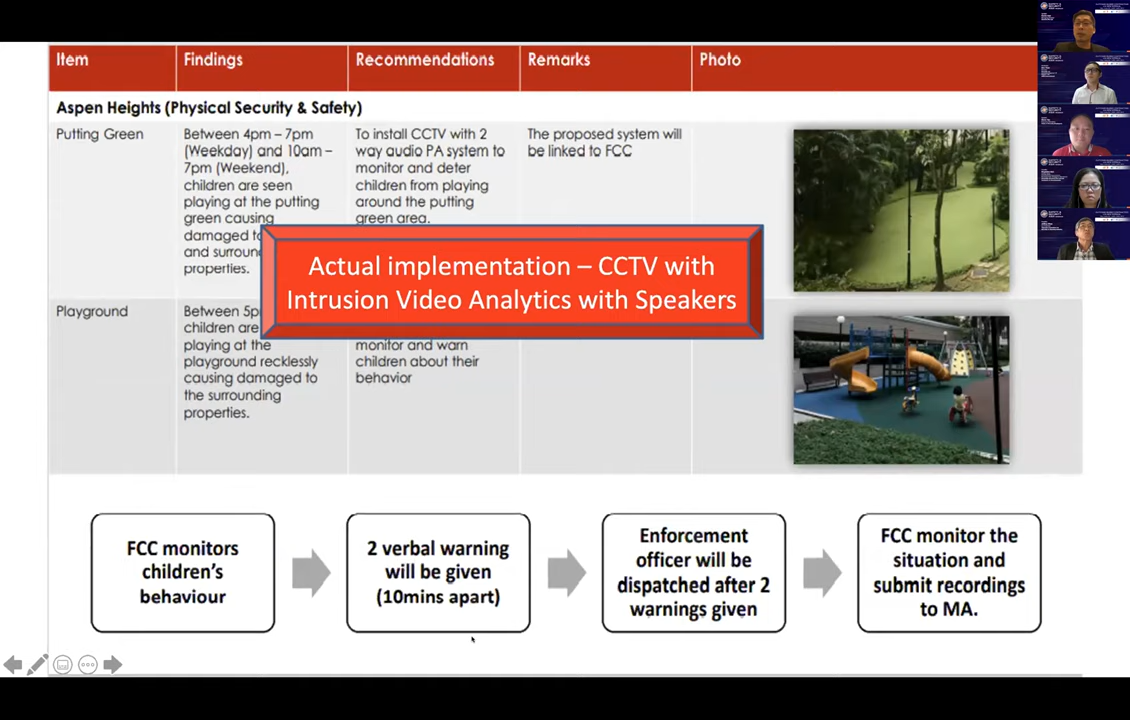 Item
Findings
Recommendations
Remarks
Photo
Aspen Heights (Physical Security & Safety)
Putting Green
Between 4pm – 7pm
(Weekday) and 10am –
7pm (Weekend),
children are seen
playing at the putting
green causing
damaged
and
properties.
To install CCTV with 2
way audio PA system to
monitor and deter
children from playing
around the putting
green area.
The proposed system will
be linked to FCC
Actual implementation – CCTV with
Intrusion Video Analytics with Speakers
Playground
Between
children are
playing at the
playground recklessly
causing damaged to
the surrounding
properties.
monitor and warn
children about their
behavior
FCC monitors
children's
behaviour
2 verbal warning
will be given
(10mins apart)
Enforcement
officer will be
dispatched after 2
warnings given
FCC monitor the
situation and
submit recordings
to MA.